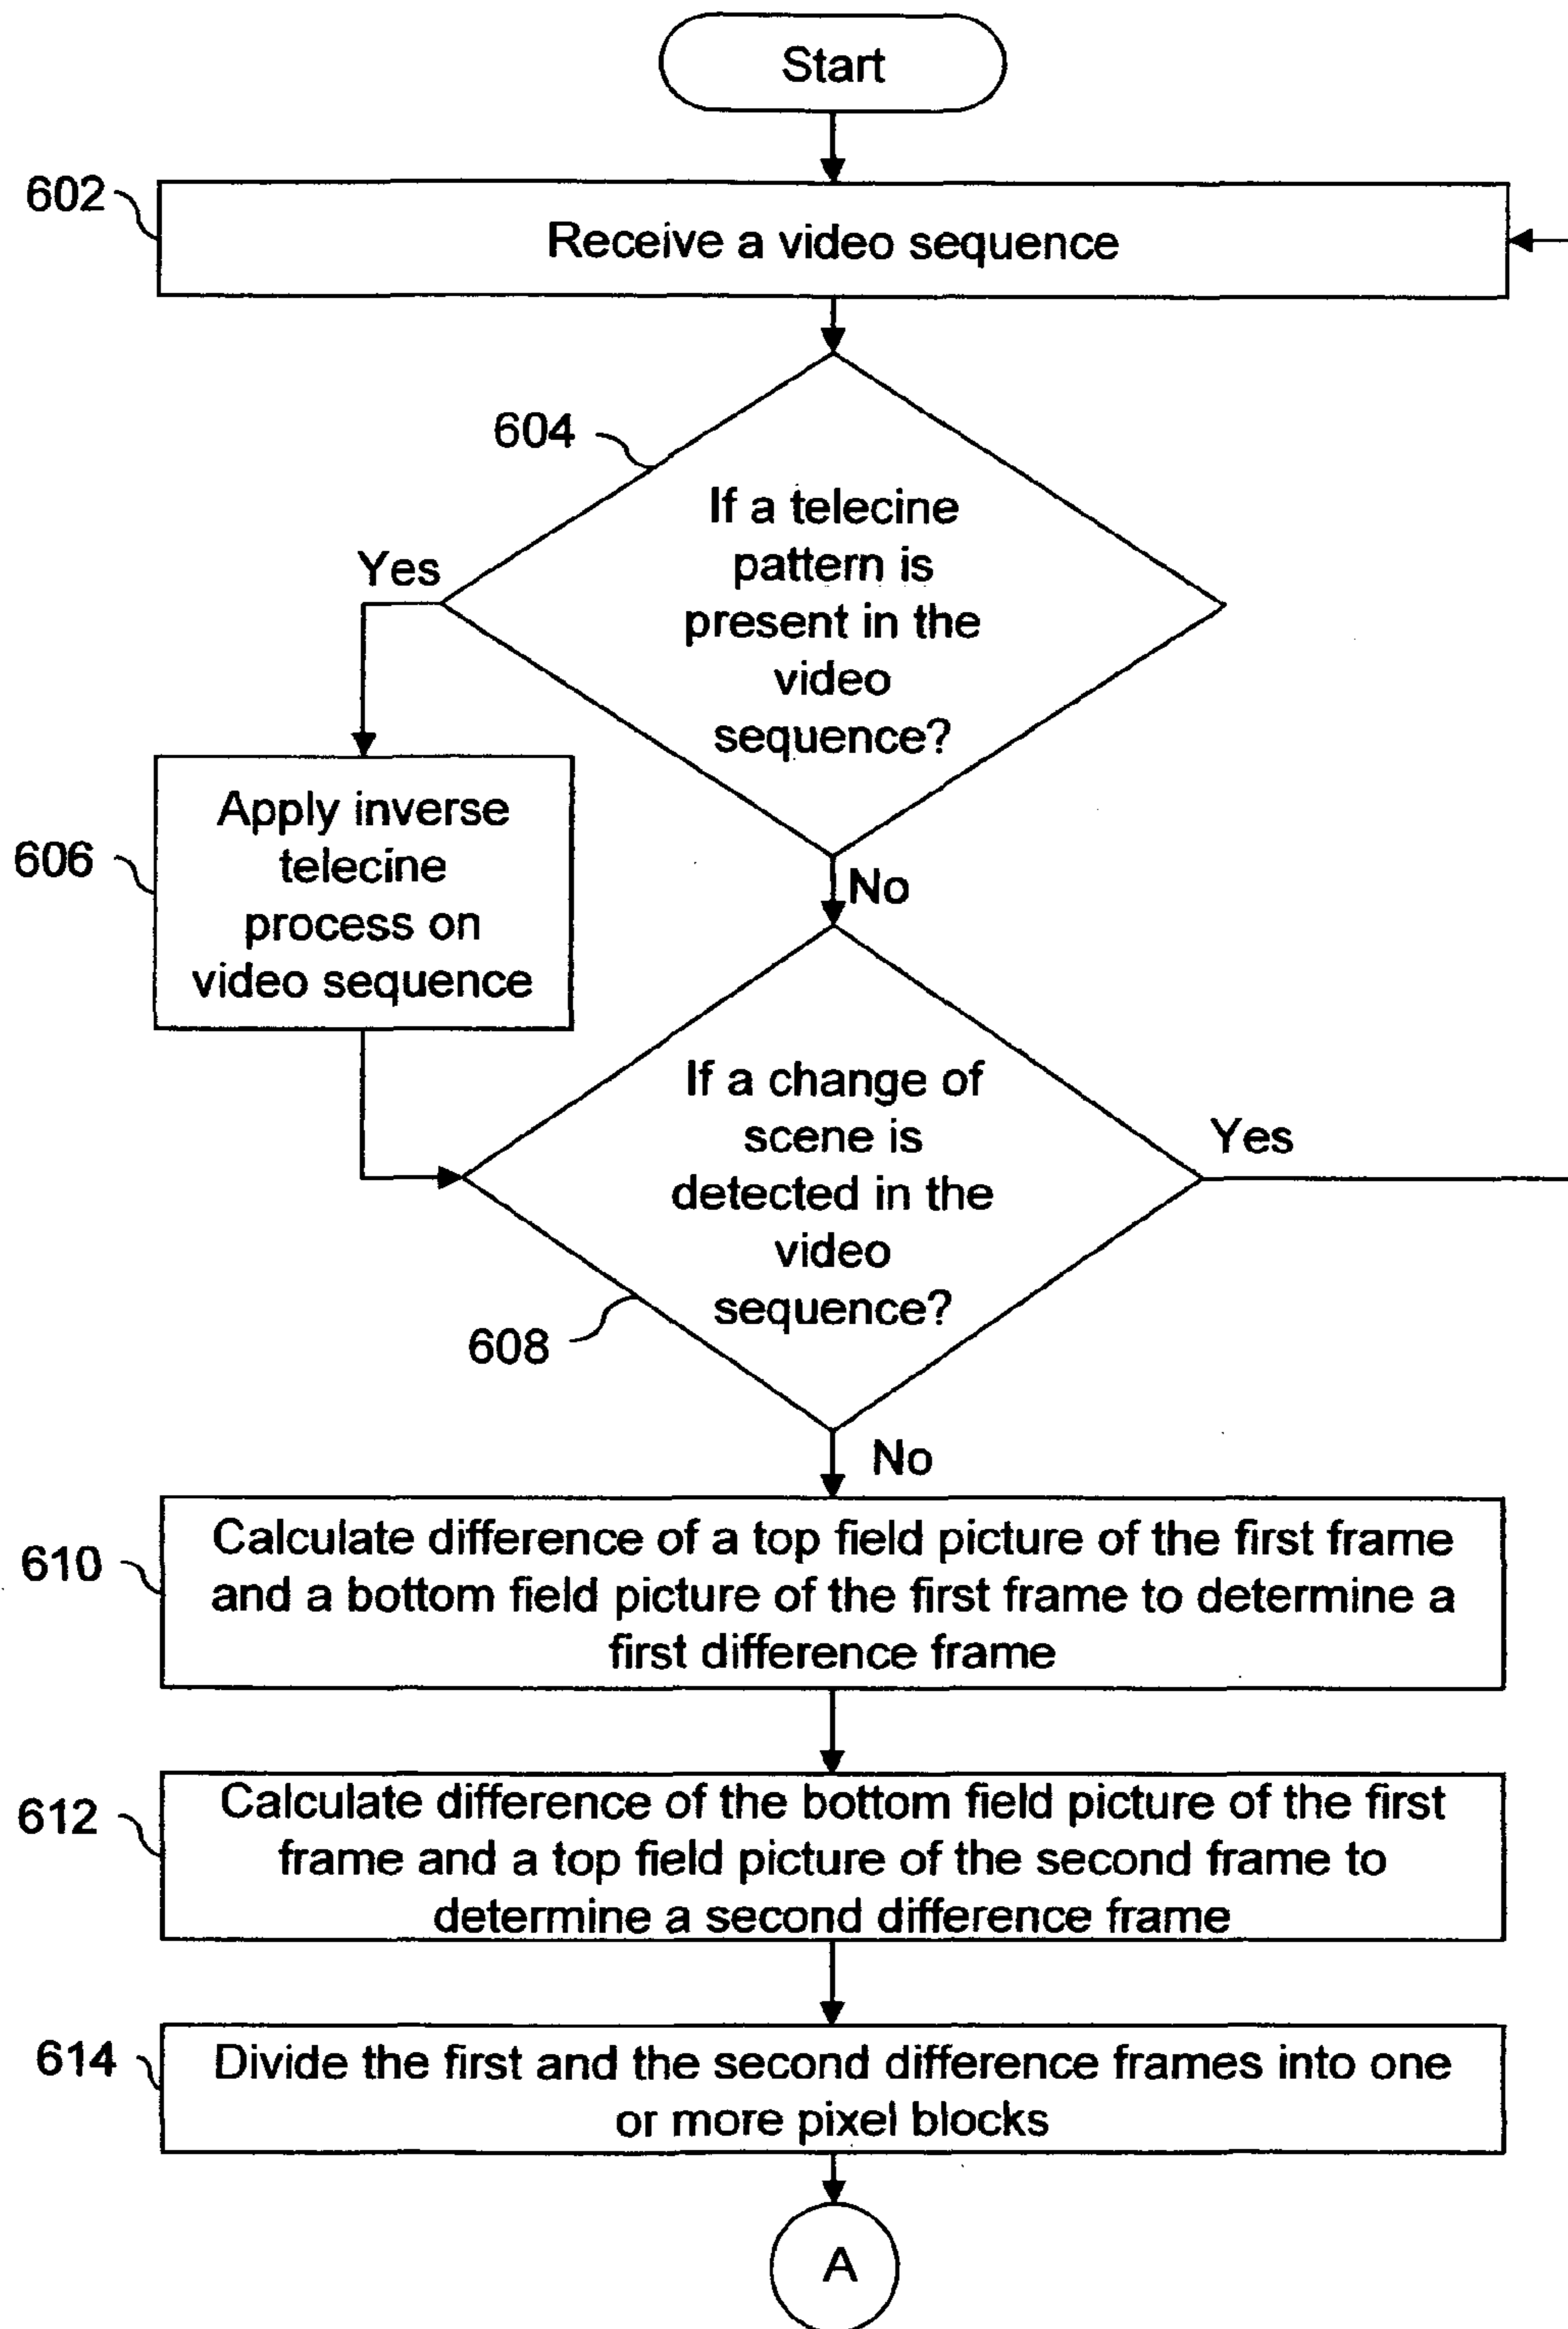 Start
602
Receive a video sequence
604
If a telecine
pattern is
present in the
video
sequence?
Yes
No
606
Apply inverse
telecine
process on
video sequence
If a change of
scene is
detected in the
video
sequence?
Yes
608
No
610
Calculate difference of a top field picture of the first frame
and a bottom field picture of the first frame to determine a
first difference frame
612
Calculate difference of the bottom field picture of the first
frame and a top field picture of the second frame to
determine a second difference frame
614
Divide the first and the second difference frames into one
or more pixel blocks
A